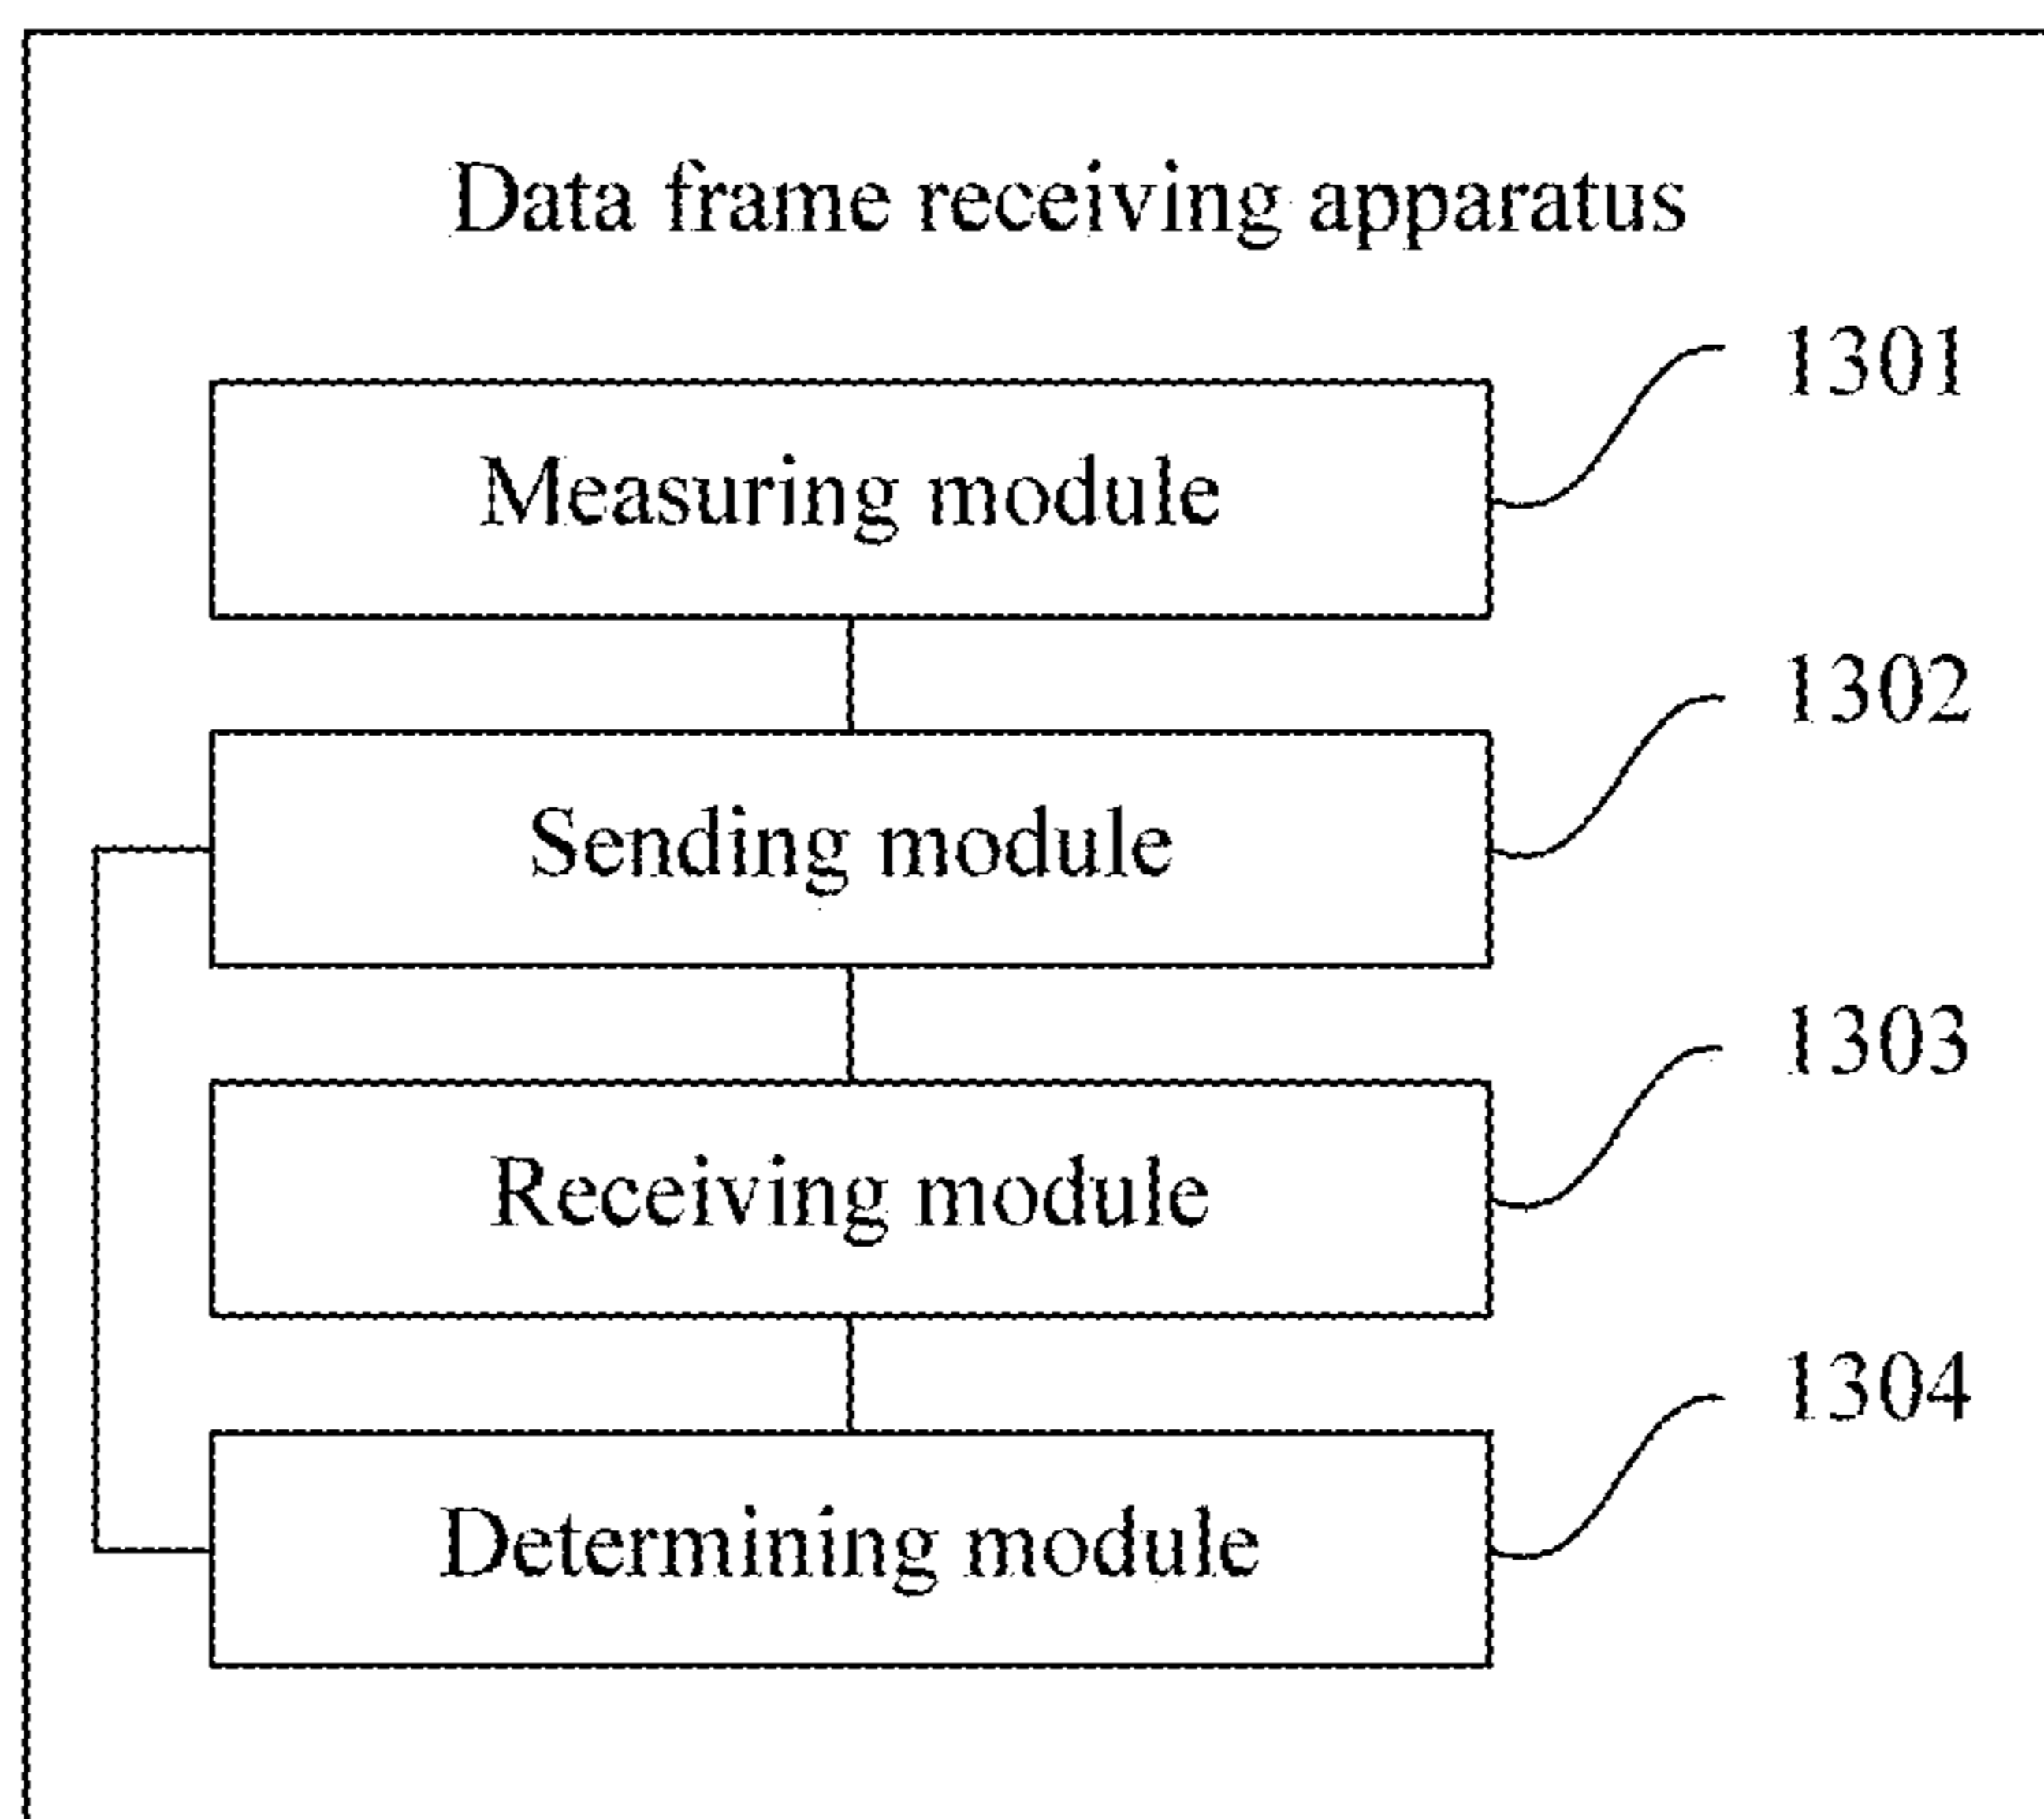 Data frame receiving apparatus
1301
Measuring module
1302
Sending module
1303
Receiving module
1304
Determining module